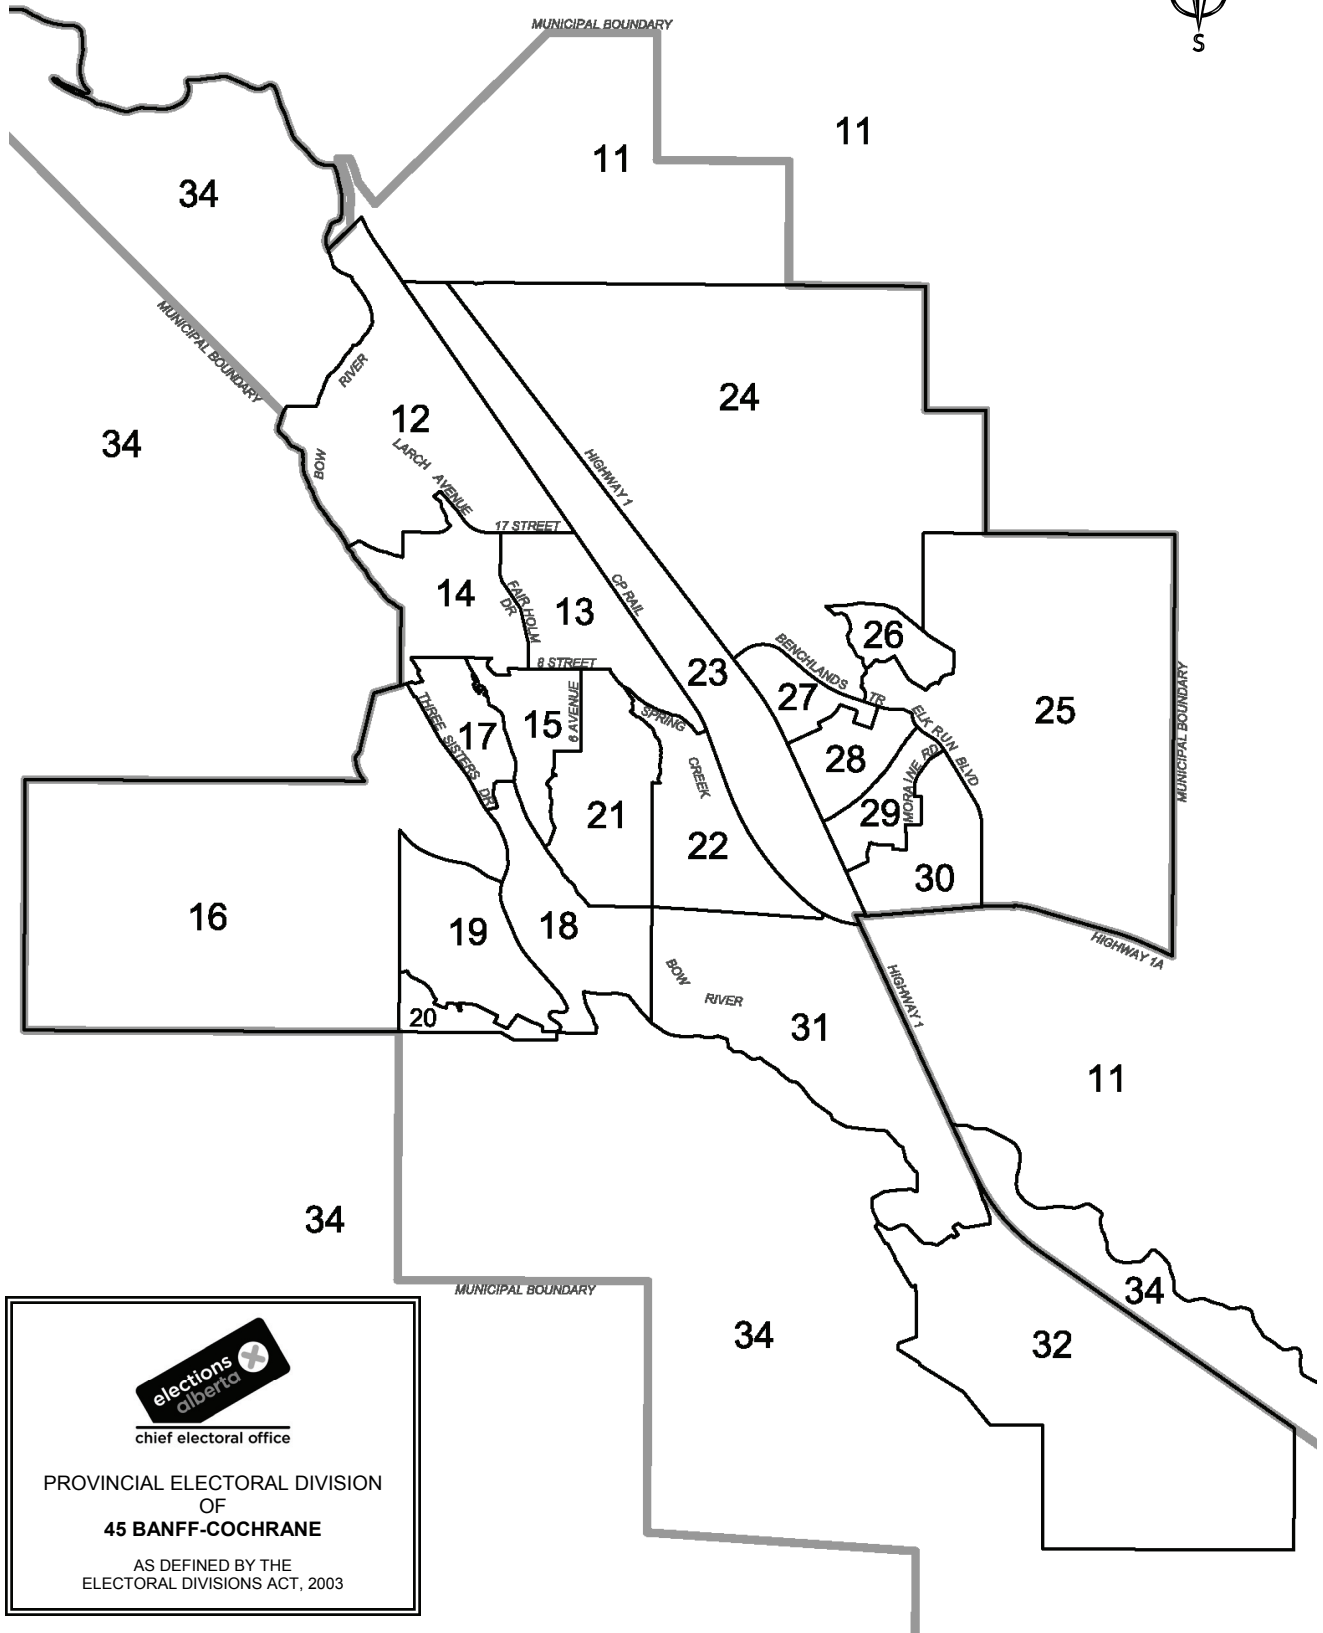 S
MUNICIPAL BOUNDARY
11
11
34
MUNICIPAL BOUNDARY
RIVER
24
12
34
LARCH AVENUE
BOW
HIGHWAY 1
17 STREET
14
FAIRHOLM
DR
13
CP RAIL
26
8 STREET
23
BENCHLANDS
TR
27
25
MUNICIPAL BOUNDARY
THREE SISTERS
DR
17
15
6 AVENUE
SPRING
CREEK
ELK RUN
BLVD
28
MORAINE RD
29
21
22
30
16
19
18
HIGHWAY 1A
BOW
RIVER
HIGHWAY 1
20
31
11
34
MUNICIPAL BOUNDARY
34
34
32
elections
alberta
chief electoral office
PROVINCIAL ELECTORAL DIVISION
OF
45 BANFF-COCHRANE
AS DEFINED BY THE
ELECTORAL DIVISIONS ACT, 2003